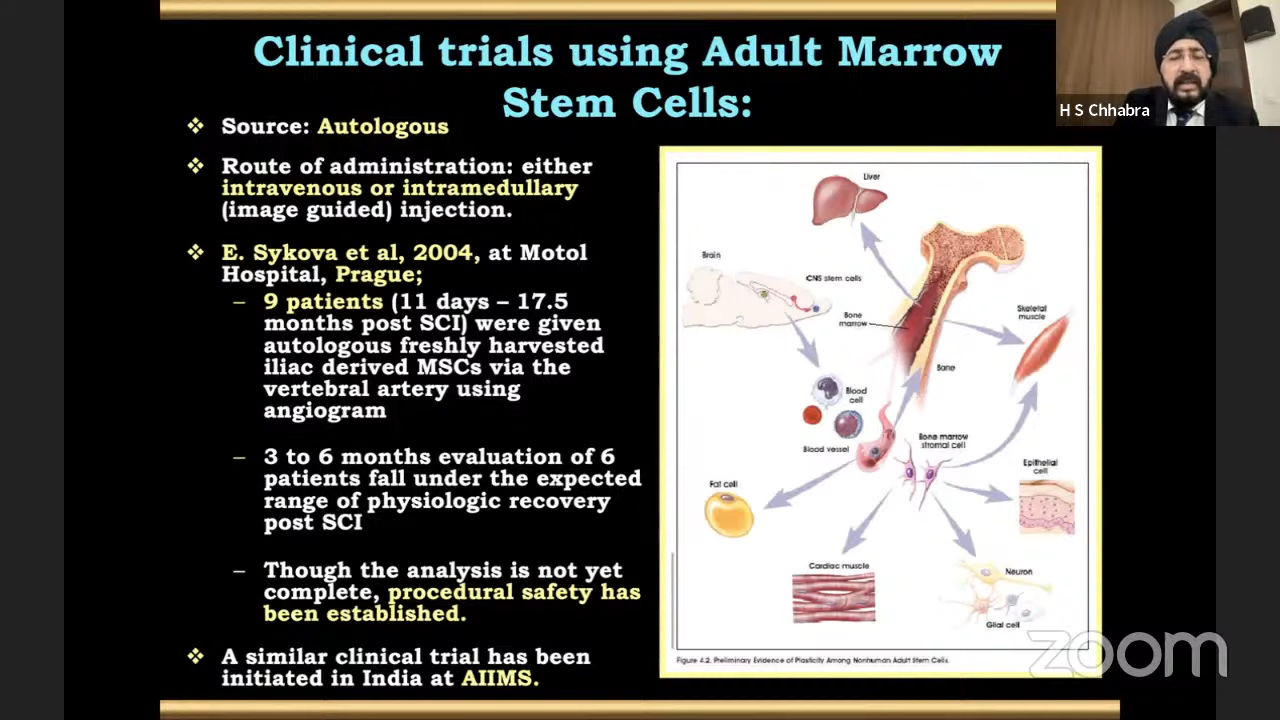 Clinical trials using Adult Marrow
Stem Cells:
H S Chhabra
❖ Source: Autologous
❖ Route of administration: either
intravenous or intramedullary
(image guided) injection.
❖ E. Sykova et al, 2004, at Motol
Hospital, Prague;
– 9 patients (11 days – 17.5
months post SCI) were given
autologous freshly harvested
iliac derived MSCs via the
vertebral artery using
angiogram
– 3 to 6 months evaluation of 6
patients fall under the expected
range of physiologic recovery
post SCI
– Though the analysis is not yet
complete, procedural safety has
been established.
❖ A similar clinical trial has been
initiated in India at AIIMS.
Liver
Brain
CNS stem cells
Bone
marrow
Skeletal
muscle
Bone
Blood
cell
Blood vessel
Bone marrow
stromal cell
Epithelial
cell
Fat cell
Cardiac muscle
Neuron
Glial cell
Figure 4.2. Preliminary Evidence of Plasticity Among Nonhuman Adult Stem Cells.
zoom